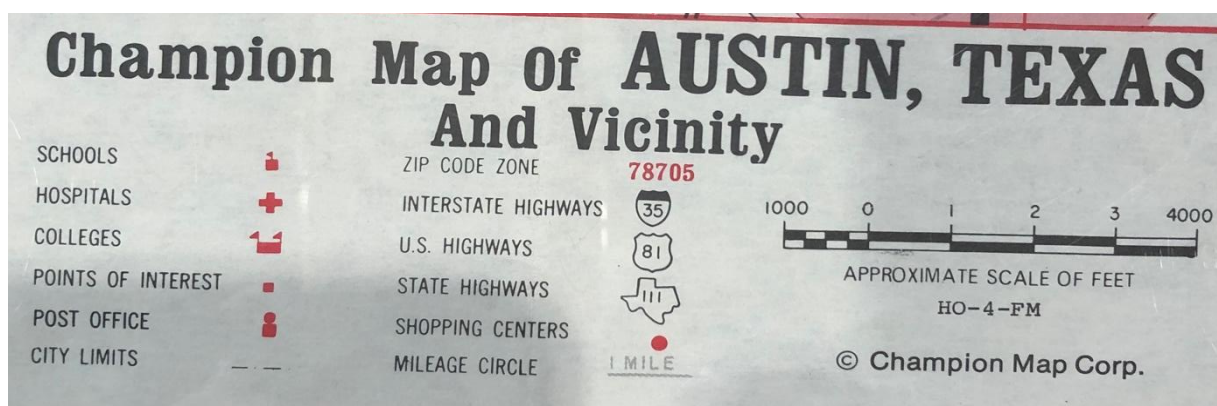 Champion Map Of AUSTIN, TEXAS
And Vicinity
SCHOOLS
HOSPITALS
COLLEGES
POINTS OF INTEREST
POST OFFICE
CITY LIMITS
ZIP CODE ZONE 78705
INTERSTATE HIGHWAYS 35
U.S. HIGHWAYS 81
STATE HIGHWAYS 111
SHOPPING CENTERS
MILEAGE CIRCLE 1 MILE
1000 0 1 2 3 4000
APPROXIMATE SCALE OF FEET
HO-4-FM
© Champion Map Corp.